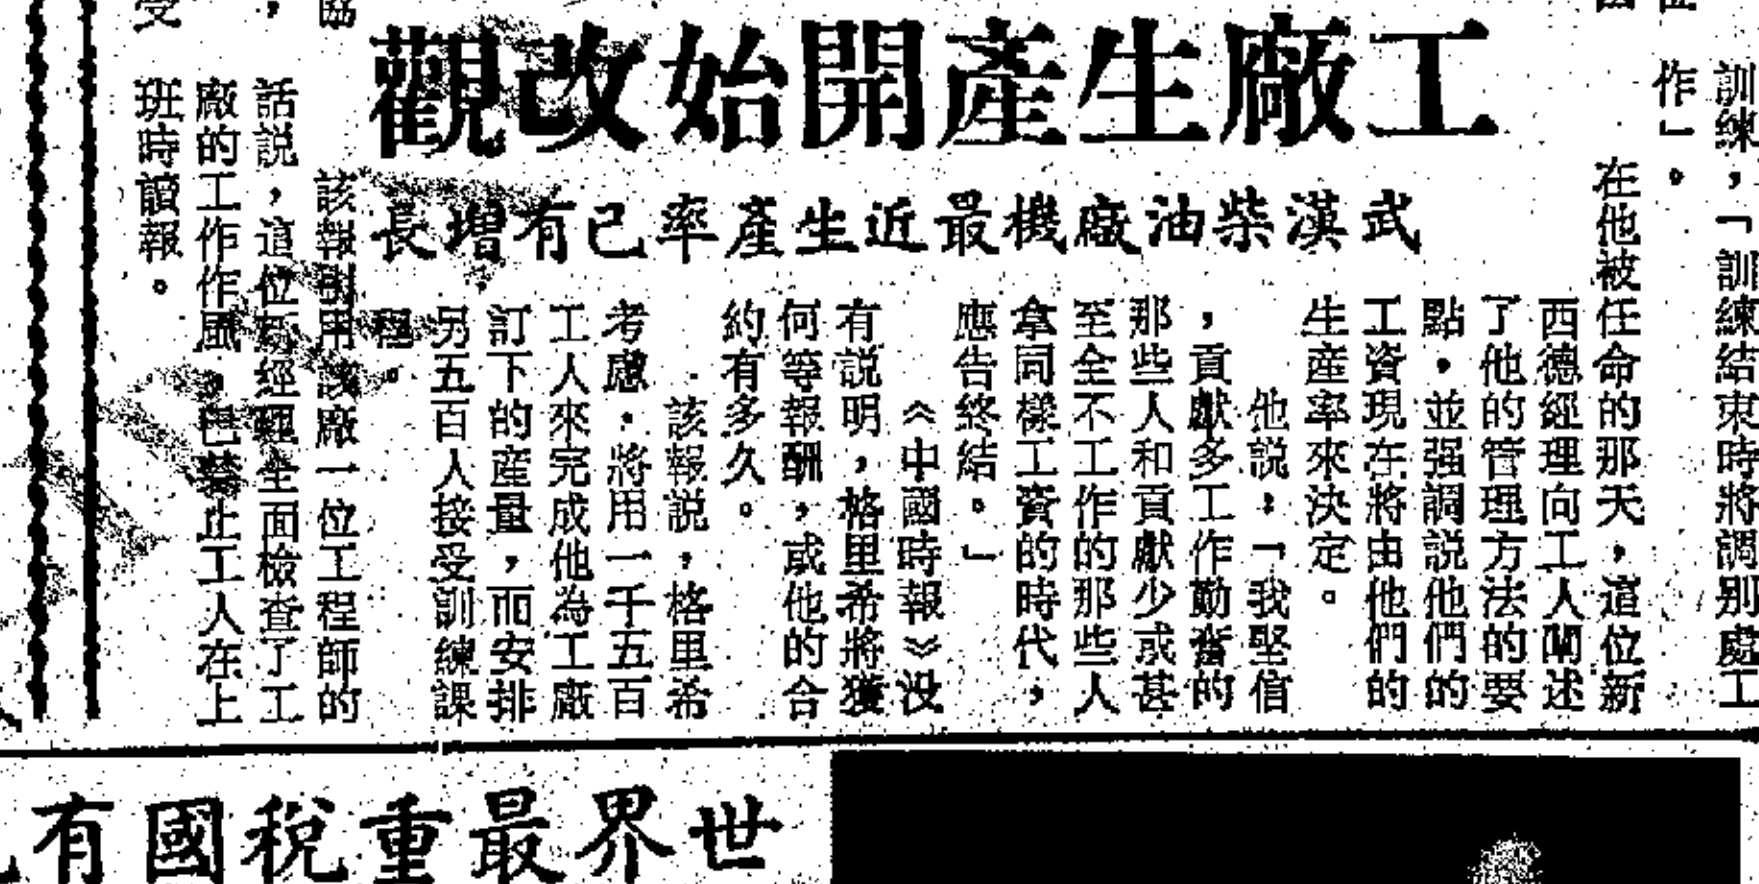 工廠生產開始改觀
武漢柴油機廠最近生產率已有增長
訓練，「訓練結束時將調別處工
作」。
在他被任命的那天，這位新
西德經理向工人闡述
了他的管理方法的要
點，並强調説他們的
工資現在將由他們的
生産率來決定。
他説：「我堅信
，貢獻多工作勤奮的
那些人和貢獻少或甚
至全不工作的那些人
拿同樣工資的時代，
應告終結。」
《中國時報》没
有説明，格里希將獲
何等報酬，或他的合
約有多久。
該報説，格里希
考慮，將用一千五百
工人來完成他為工廠
訂下的産量，而安排
另五百人接受訓練課
程。
該報引用該廠一位工程師的
話説，這位新經理全面檢查了工
廠的工作作風，已禁止工人在上
班時讀報。
世界最重税國有